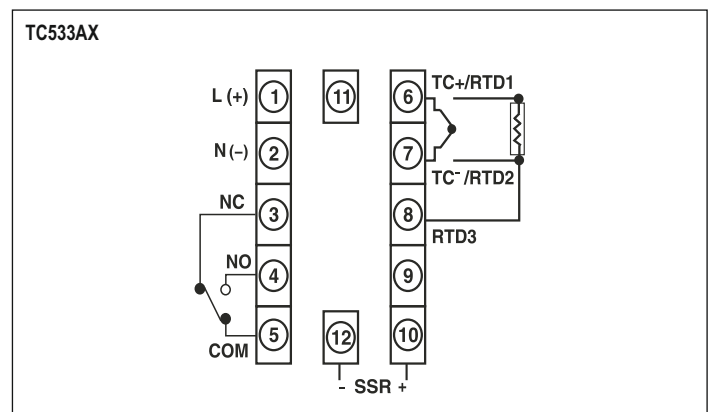 TC533AX
L (+) 1 11 6 TC+/RTD1
N (-) 2 7 TC- /RTD2
NC 3 8 RTD3
NO 4 9
COM 5 12 10
- SSR +